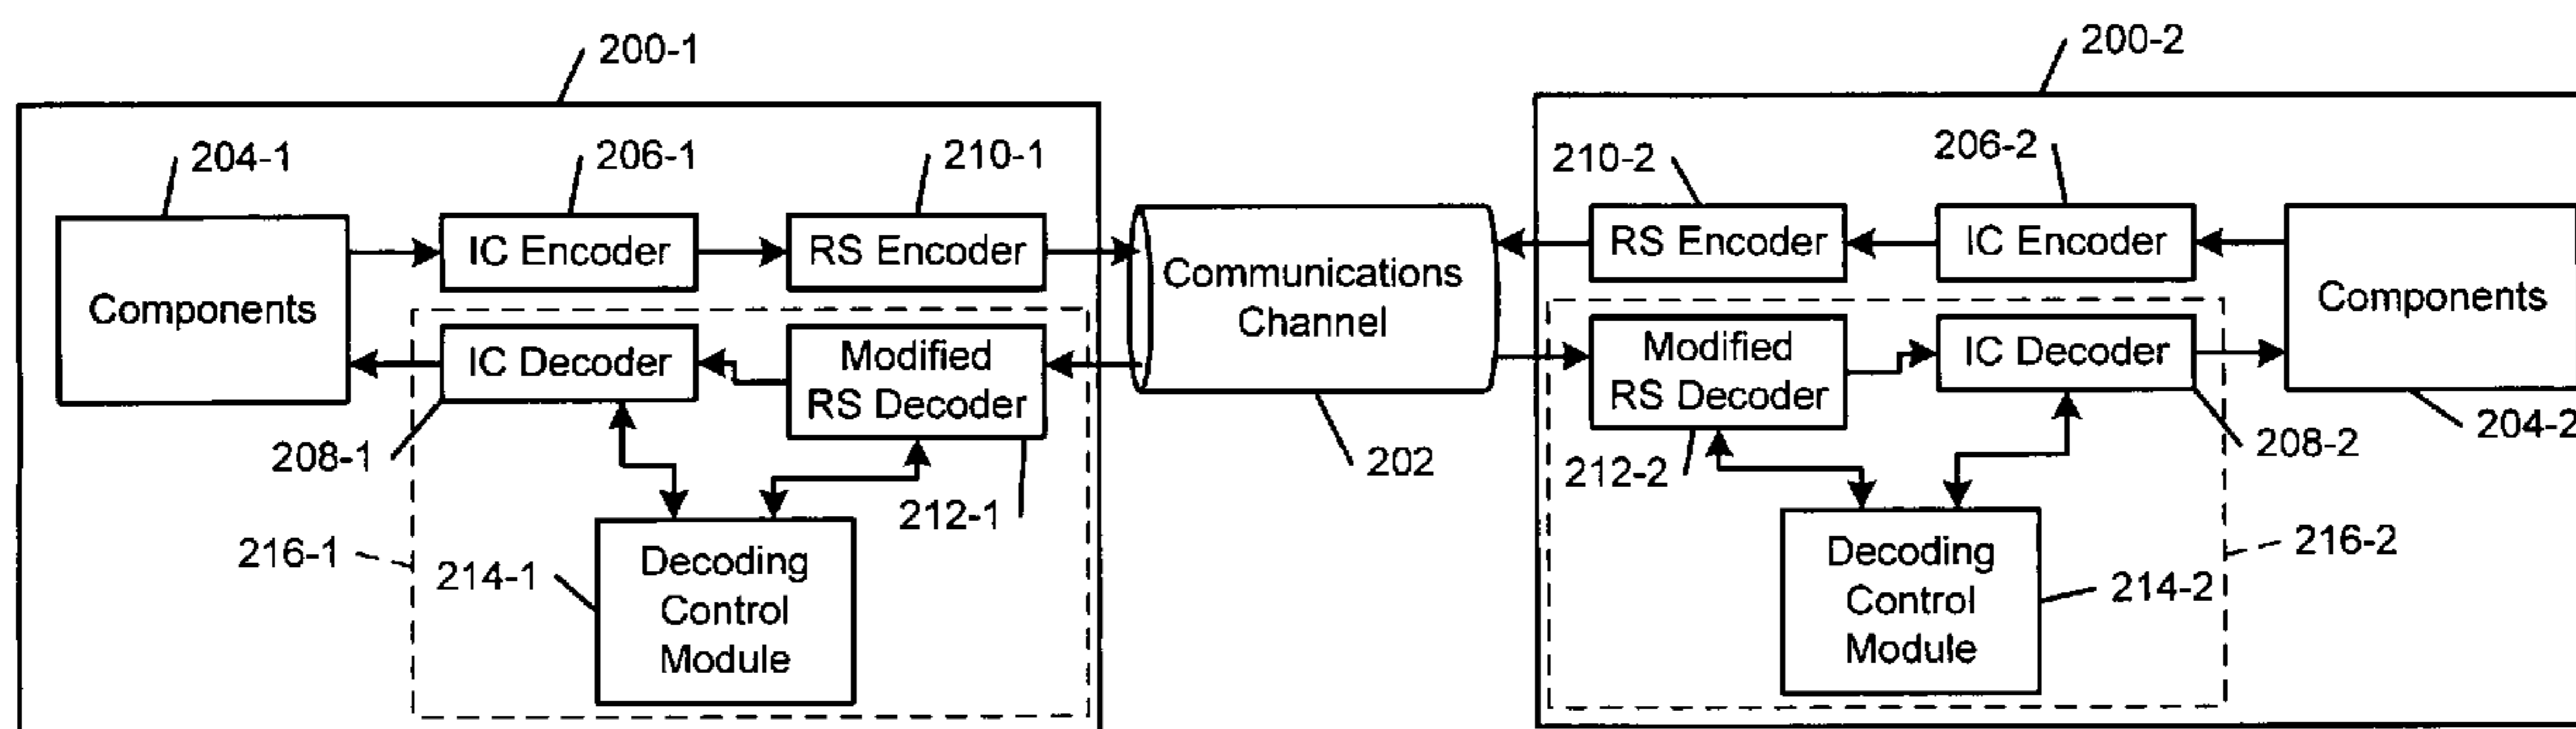 200-1
200-2
204-1
206-1
210-1
210-2
206-2
Components
IC Encoder
RS Encoder
Communications
Channel
RS Encoder
IC Encoder
Components
IC Decoder
Modified
RS Decoder
Modified
RS Decoder
IC Decoder
208-1
212-1
202
212-2
208-2
204-2
216-1
214-1
Decoding
Control
Module
Decoding
Control
Module
214-2
216-2